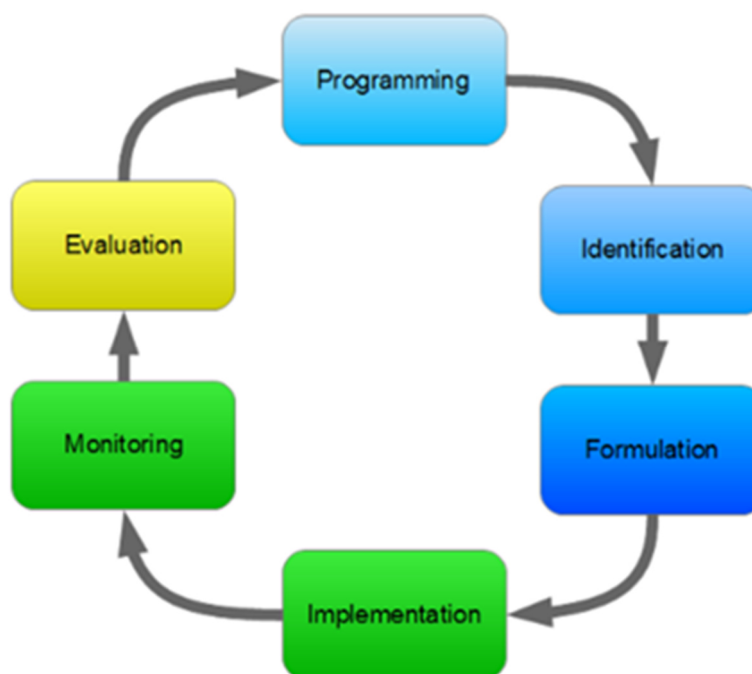 Programming
Identification
Formulation
Implementation
Monitoring
Evaluation